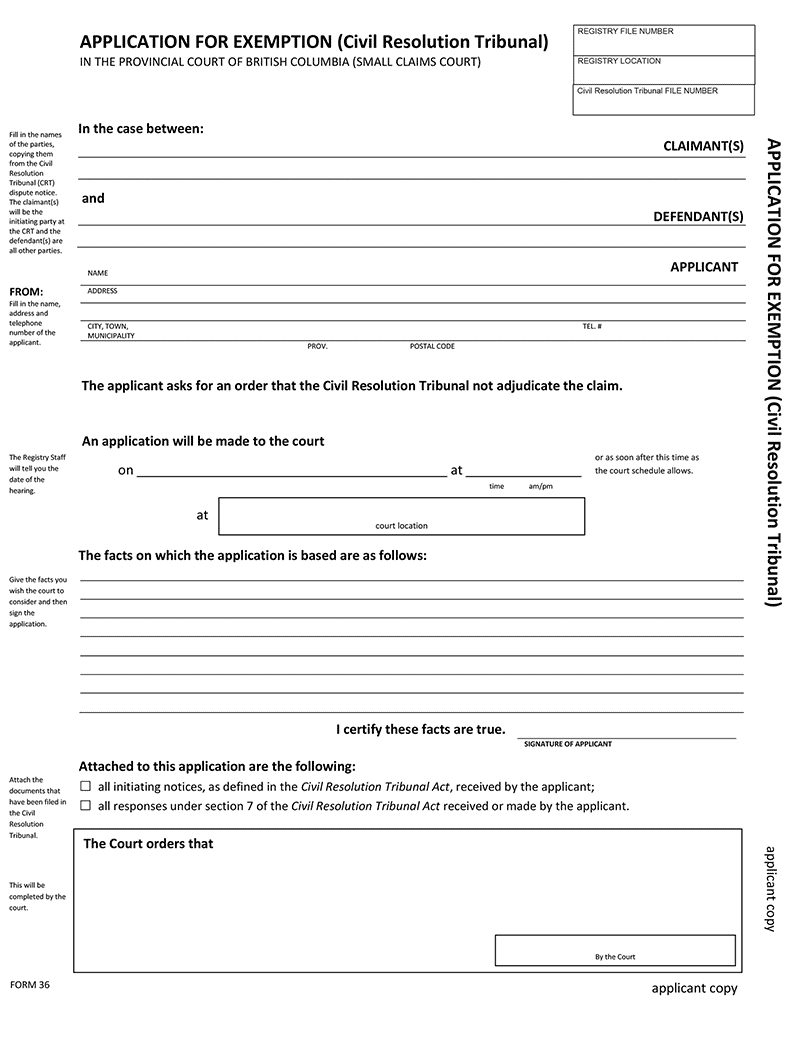 APPLICATION FOR EXEMPTION (Civil Resolution Tribunal)
IN THE PROVINCIAL COURT OF BRITISH COLUMBIA (SMALL CLAIMS COURT)
REGISTRY FILE NUMBER
REGISTRY LOCATION
Civil Resolution Tribunal FILE NUMBER
Fill in the names
of the parties,
copying them
from the Civil
Resolution
Tribunal (CRT)
dispute notice.
The claimant(s)
will be the
initiating party at
the CRT and the
defendant(s) are
all other parties.
In the case between:
CLAIMANT(S)
and
DEFENDANT(S)
APPLICANT
FROM:
Fill in the name,
address and
telephone
number of the
applicant.
NAME
ADDRESS
CITY, TOWN,
MUNICIPALITY
TEL. #
PROV.
POSTAL CODE
The applicant asks for an order that the Civil Resolution Tribunal not adjudicate the claim.
An application will be made to the court
The Registry Staff
will tell you the
date of the
hearing.
on
at
time
am/pm
or as soon after this time as
the court schedule allows.
at
court location
The facts on which the application is based are as follows:
Give the facts you
wish the court to
consider and then
sign the
application.
I certify these facts are true.
SIGNATURE OF APPLICANT
Attached to this application are the following:
Attach the
documents that
have been filed in
the Civil
Resolution
Tribunal.
☐ all initiating notices, as defined in the Civil Resolution Tribunal Act, received by the applicant;
☐ all responses under section 7 of the Civil Resolution Tribunal Act received or made by the applicant.
The Court orders that
This will be
completed by the
court.
By the Court
FORM 36
applicant copy
APPLICATION FOR EXEMPTION (Civil Resolution Tribunal)
applicant copy